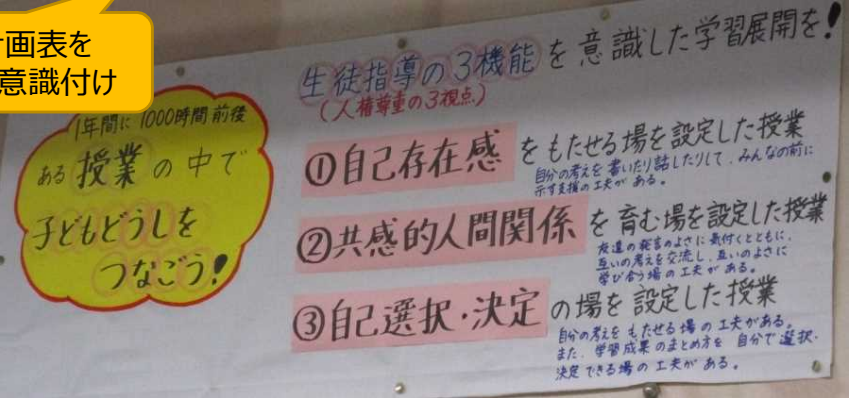 画表を
意識付け
1年間に1000時間前後
ある授業の中で
子どもどうしを
つなごう!
生徒指導の3機能を意識した学習展開を!
(人権尊重の3視点)
①自己存在感をもたせる場を設定した授業
自分の考えを書いたり話したりして、みんなの前に
示す支援の工夫がある。
②共感的人間関係を育む場を設定した授業
友達の発言のよさに気付くとともに、
互いの考えを交流し、互いのよさに
学び合う場の工夫がある。
③自己選択・決定の場を設定した授業
自分の考えをもたせる場の工夫がある。
また、学習成果のまとめ方を自分で選択・
決定できる場の工夫がある。